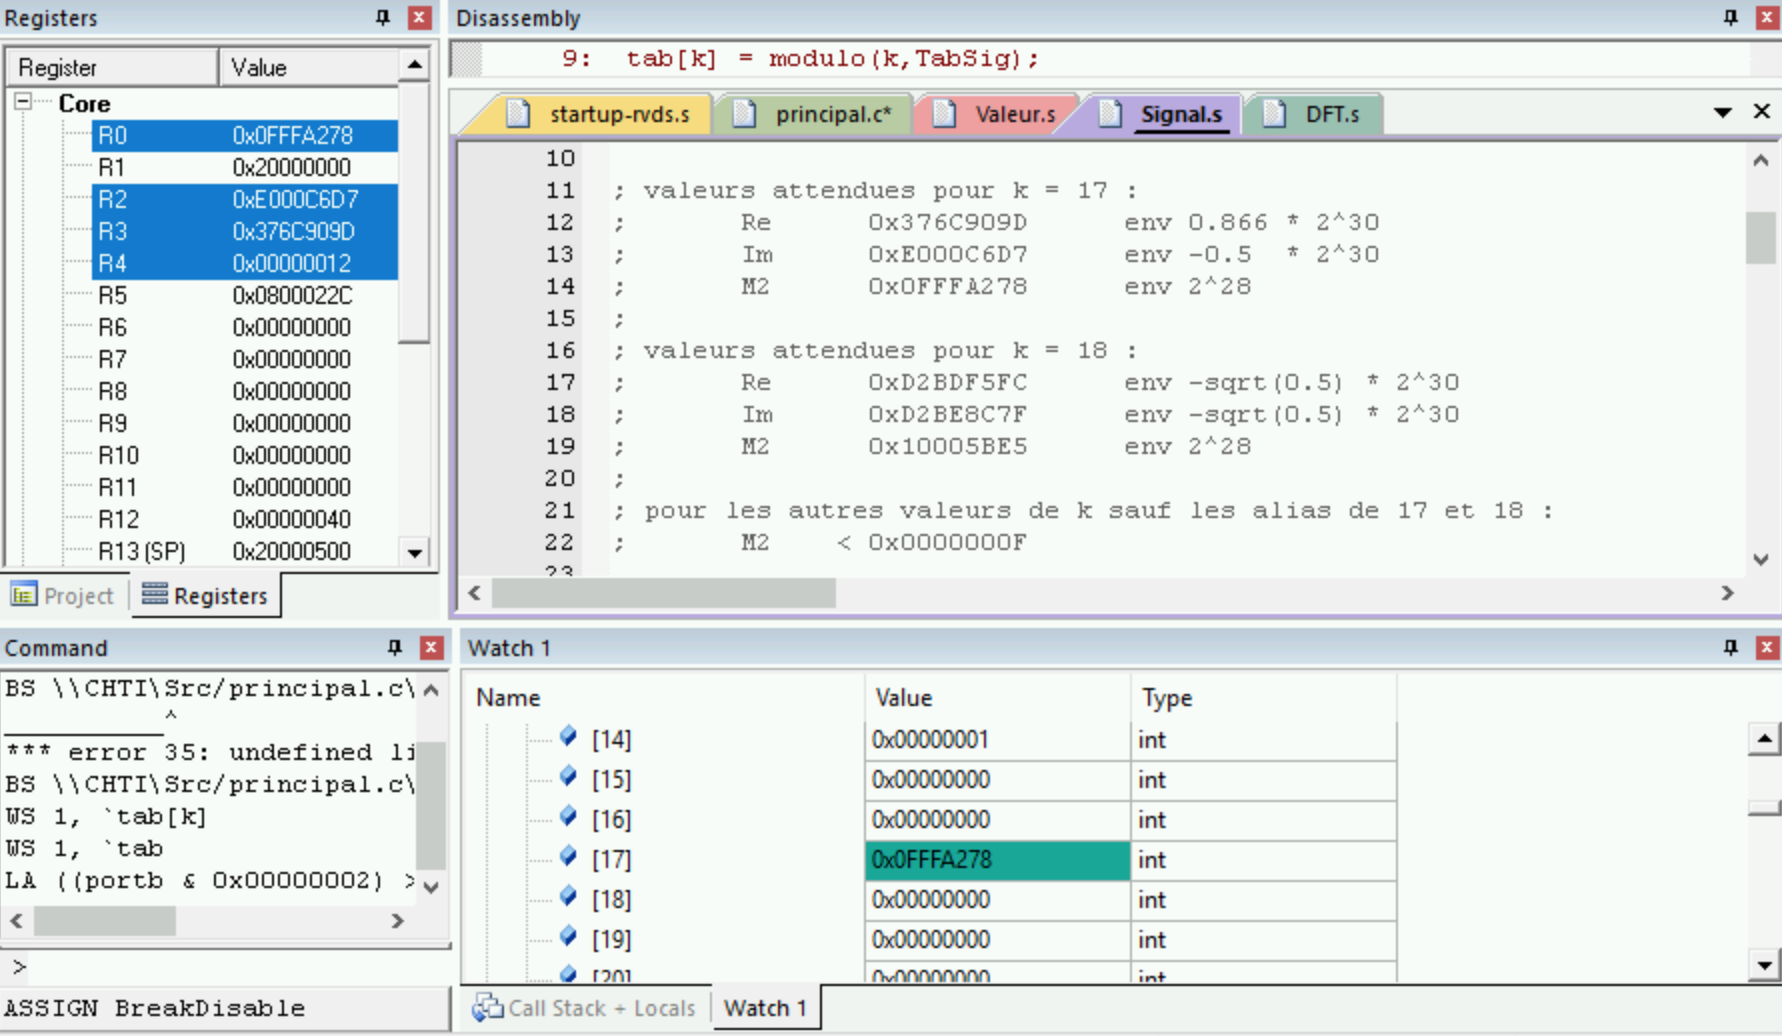 Registers
Register Value
Core
R0 0x0FFFA278
R1 0x20000000
R2 0xE000C6D7
R3 0x376C909D
R4 0x00000012
R5 0x0800022C
R6 0x00000000
R7 0x00000000
R8 0x00000000
R9 0x00000000
R10 0x00000000
R11 0x00000000
R12 0x00000040
R13 (SP) 0x20000500
Project Registers
Disassembly
9: tab[k] = modulo(k,TabSig);
startup-rvds.s principal.c* Valeur.s Signal.s DFT.s
10
11 ; valeurs attendues pour k = 17 :
12 ; Re 0x376C909D env 0.866 * 2^30
13 ; Im 0xE000C6D7 env -0.5 * 2^30
14 ; M2 0x0FFFA278 env 2^28
15 ;
16 ; valeurs attendues pour k = 18 :
17 ; Re 0xD2BDF5FC env -sqrt(0.5) * 2^30
18 ; Im 0xD2BE8C7F env -sqrt(0.5) * 2^30
19 ; M2 0x10005BE5 env 2^28
20 ;
21 ; pour les autres valeurs de k sauf les alias de 17 et 18 :
22 ; M2 < 0x0000000F
23
Command
BS \\CHTI\Src/principal.c\
^
*** error 35: undefined li
BS \\CHTI\Src/principal.c\
WS 1, `tab[k]
WS 1, `tab
LA ((portb & 0x00000002) >
>
ASSIGN BreakDisable
Watch 1
Name Value Type
[14] 0x00000001 int
[15] 0x00000000 int
[16] 0x00000000 int
[17] 0x0FFFA278 int
[18] 0x00000000 int
[19] 0x00000000 int
[20] 0x00000000 int
Call Stack + Locals Watch 1